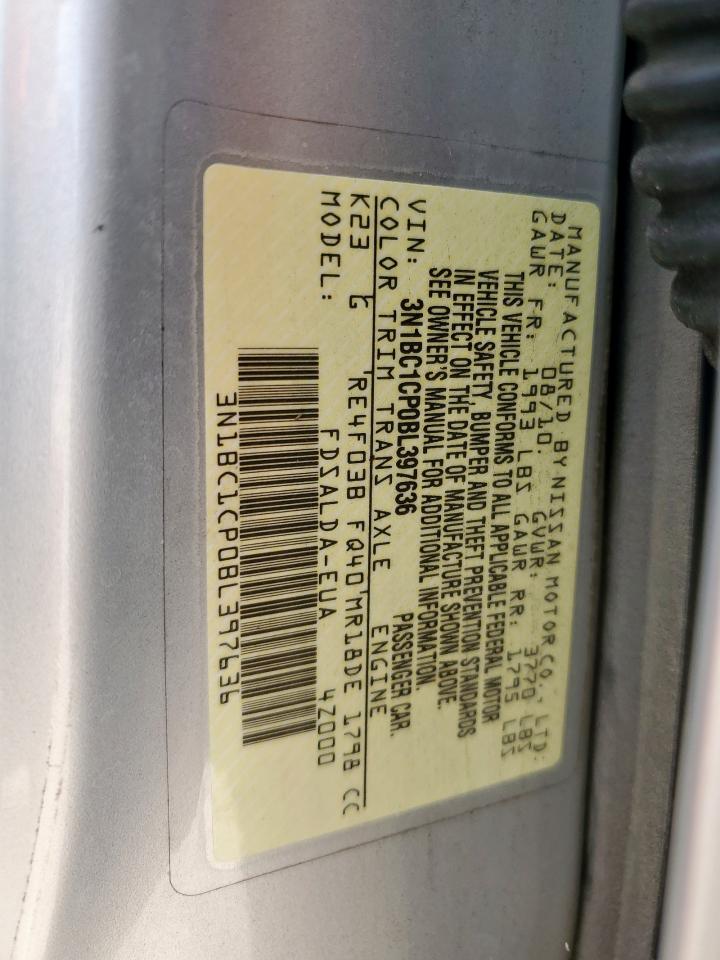 MANUFACTURED BY NISSAN MOTOR CO., LTD.
DATE: 08/10. GVWR: 3770 LBS
GAWR FR: 1993 LBS GAWR RR: 1795 LBS
THIS VEHICLE CONFORMS TO ALL APPLICABLE FEDERAL MOTOR
VEHICLE SAFETY, BUMPER AND THEFT PREVENTION STANDARDS
IN EFFECT ON THE DATE OF MANUFACTURE SHOWN ABOVE.
SEE OWNER'S MANUAL FOR ADDITIONAL INFORMATION.
VIN: 3N1BC1CP0BL397636 PASSENGER CAR.
COLOR TRIM TRANS AXLE ENGINE
K23 G RE4F03B FQ40 MR18DE 1798 CC
MODEL: FDSALDA-EUA 4Z000
3N1BC1CP0BL397636